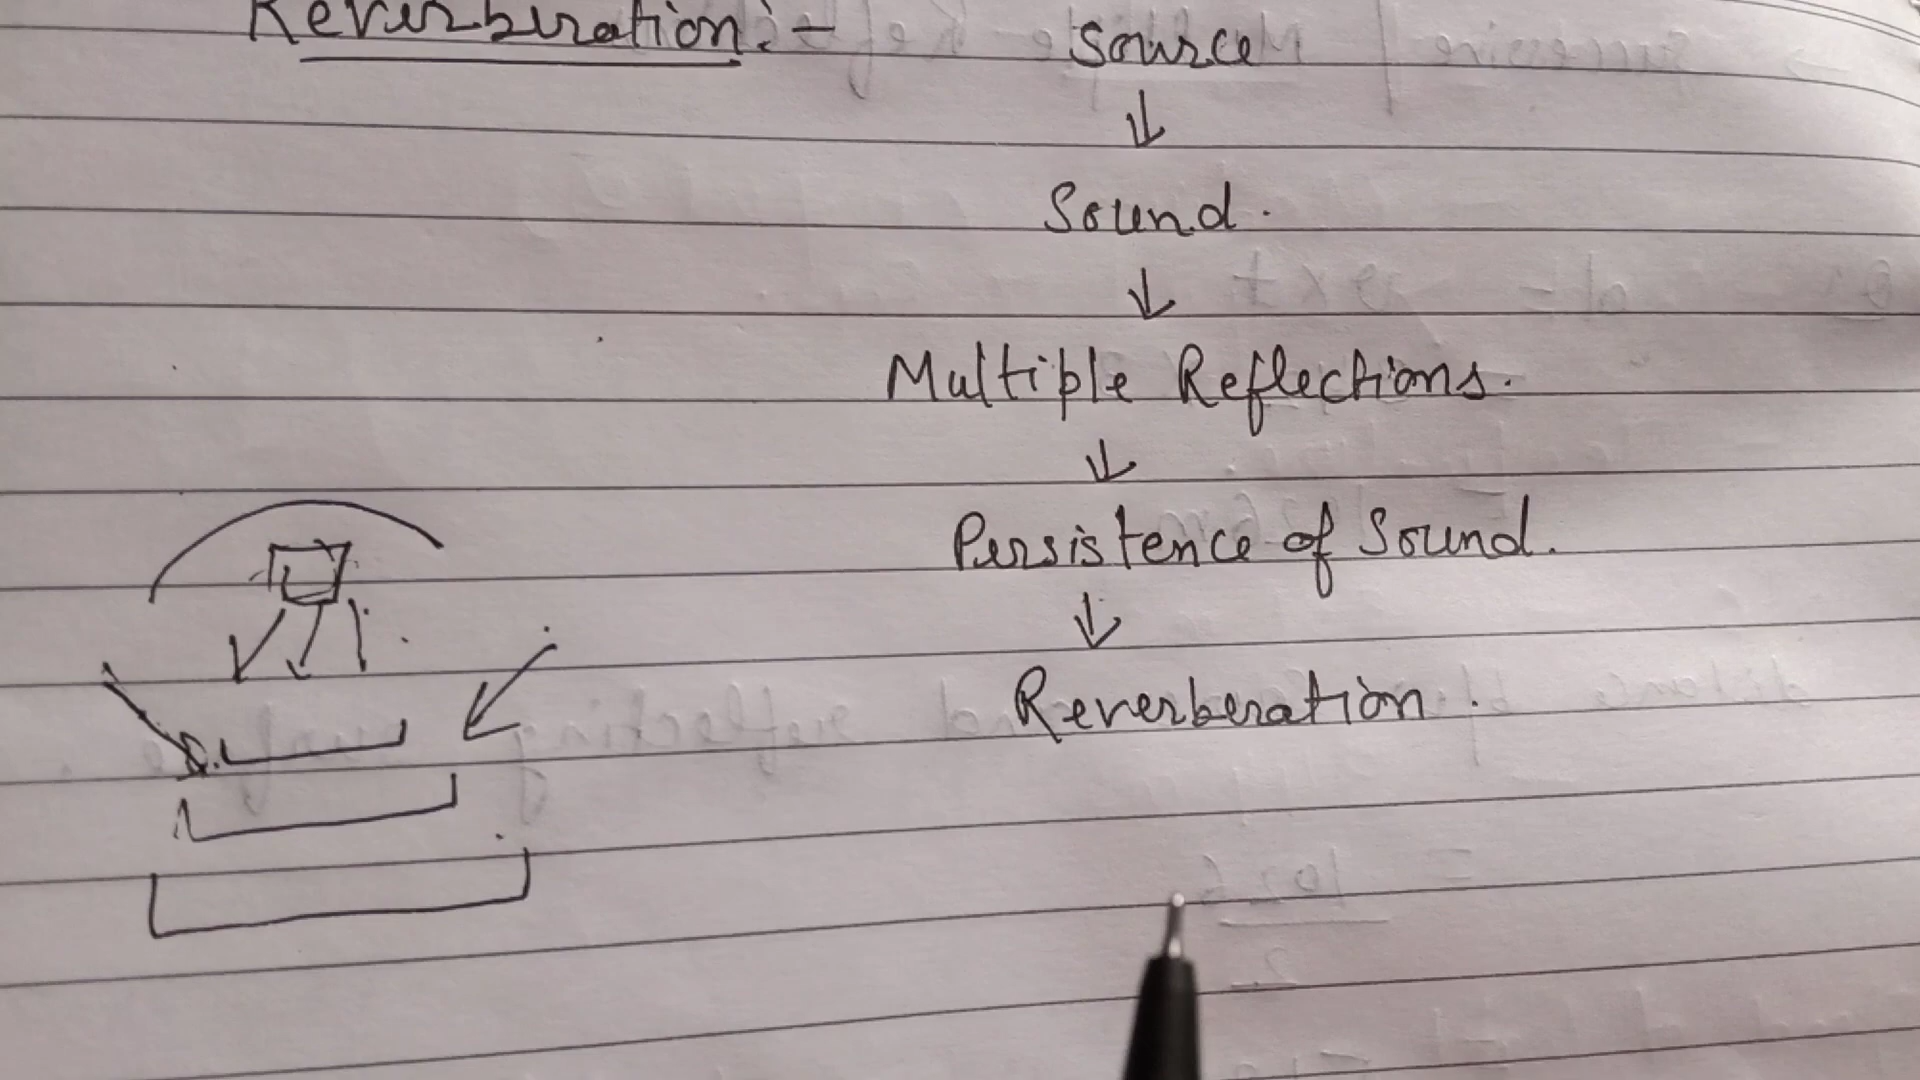 Reverberation :- Source
↓
Sound.
↓
Multiple Reflections.
↓
Persistence of Sound.
↓
Reverberation.